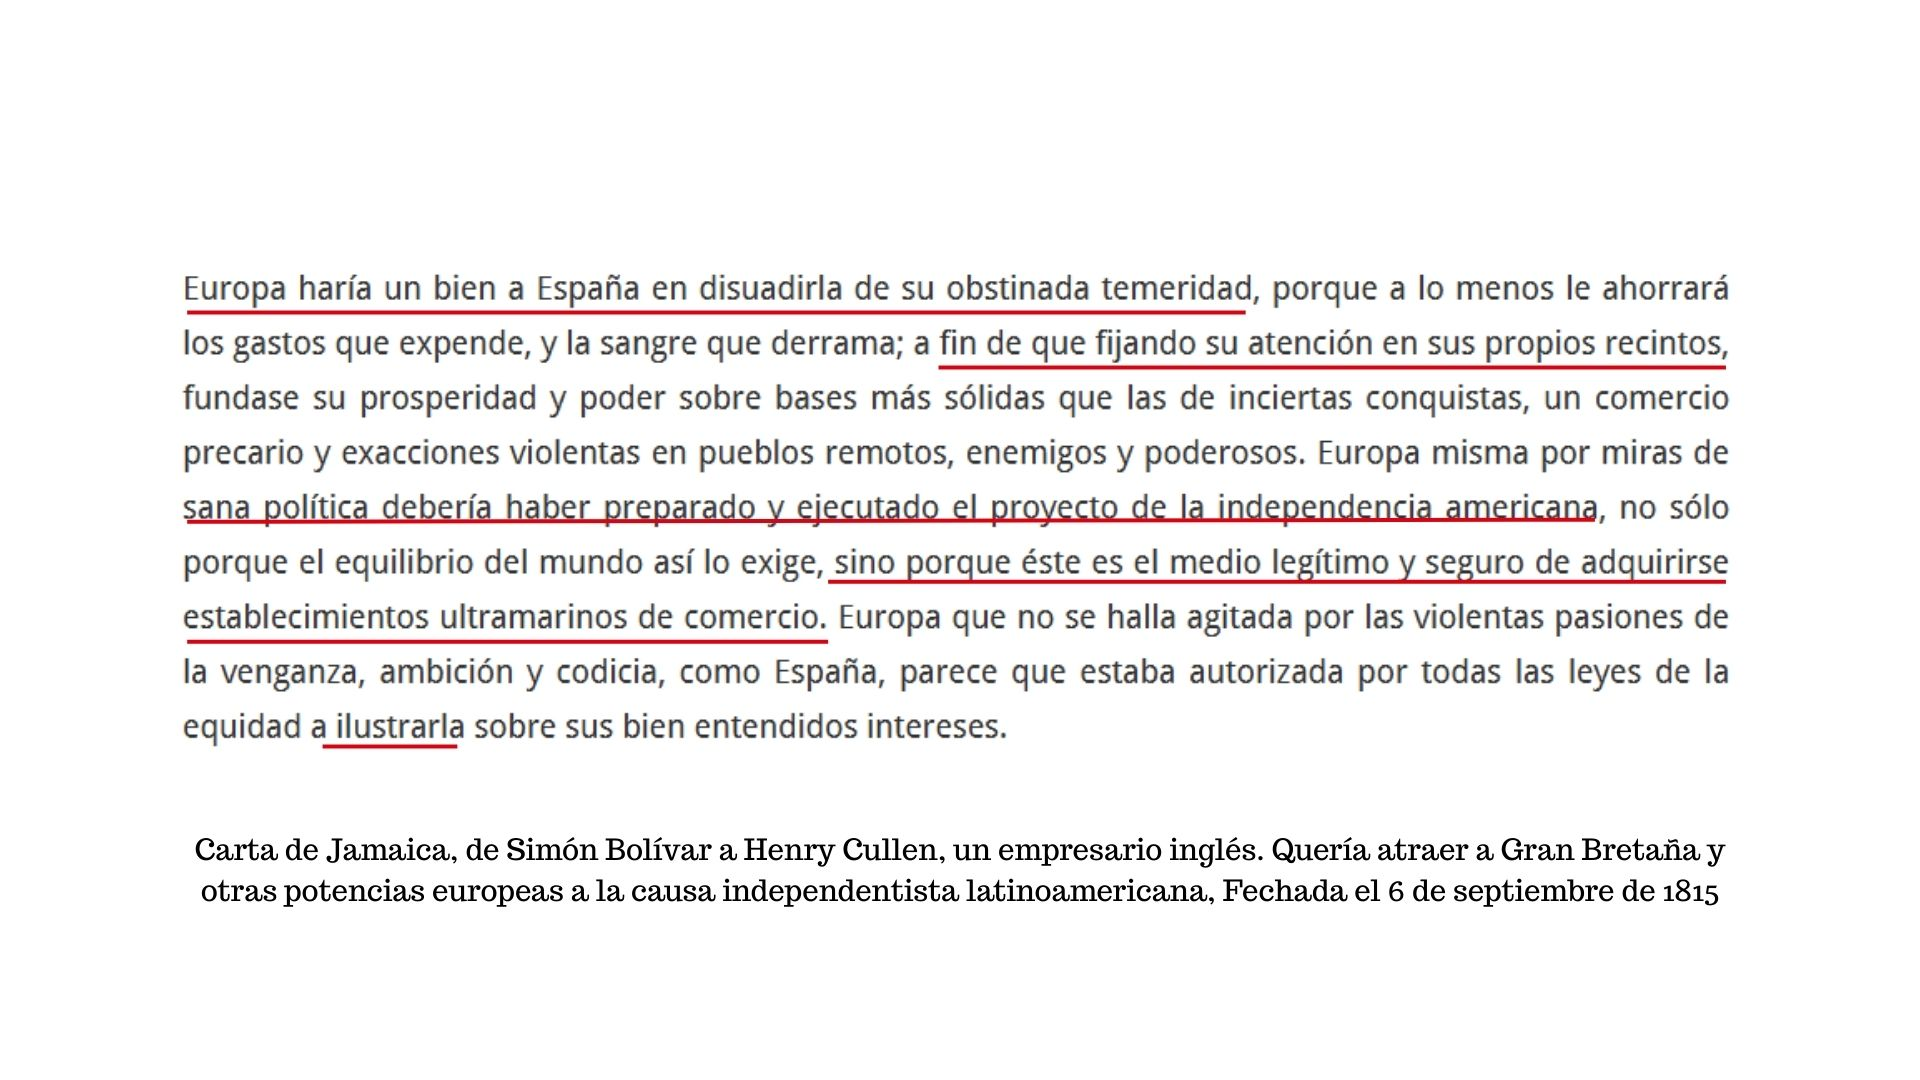 Europa haría un bien a España en disuadirla de su obstinada temeridad, porque a lo menos le ahorrará
los gastos que expende, y la sangre que derrama; a fin de que fijando su atención en sus propios recintos,
fundase su prosperidad y poder sobre bases más sólidas que las de inciertas conquistas, un comercio
precario y exacciones violentas en pueblos remotos, enemigos y poderosos. Europa misma por miras de
sana política debería haber preparado y ejecutado el proyecto de la independencia americana, no sólo
porque el equilibrio del mundo así lo exige, sino porque éste es el medio legítimo y seguro de adquirirse
establecimientos ultramarinos de comercio. Europa que no se halla agitada por las violentas pasiones de
la venganza, ambición y codicia, como España, parece que estaba autorizada por todas las leyes de la
equidad a ilustrarla sobre sus bien entendidos intereses.
Carta de Jamaica, de Simón Bolívar a Henry Cullen, un empresario inglés. Quería atraer a Gran Bretaña y
otras potencias europeas a la causa independentista latinoamericana, Fechada el 6 de septiembre de 1815